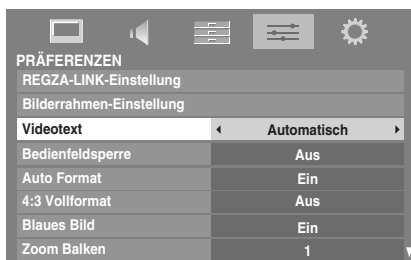 PRÄFERENZEN
REGZA-LINK-Einstellung
Bilderrahmen-Einstellung
Videotext Automatisch
Bedienfeldsperre Aus
Auto Format Ein
4:3 Vollformat Aus
Blaues Bild Ein
Zoom Balken 1